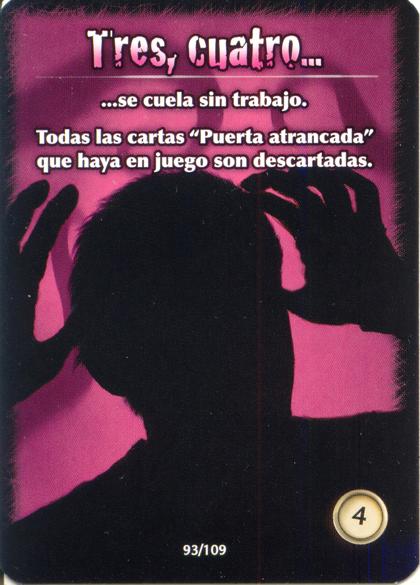 Tres, cuatro...
...se cuela sin trabajo.
Todas las cartas “Puerta atrancada”
que haya en juego son descartadas.
4
93/109